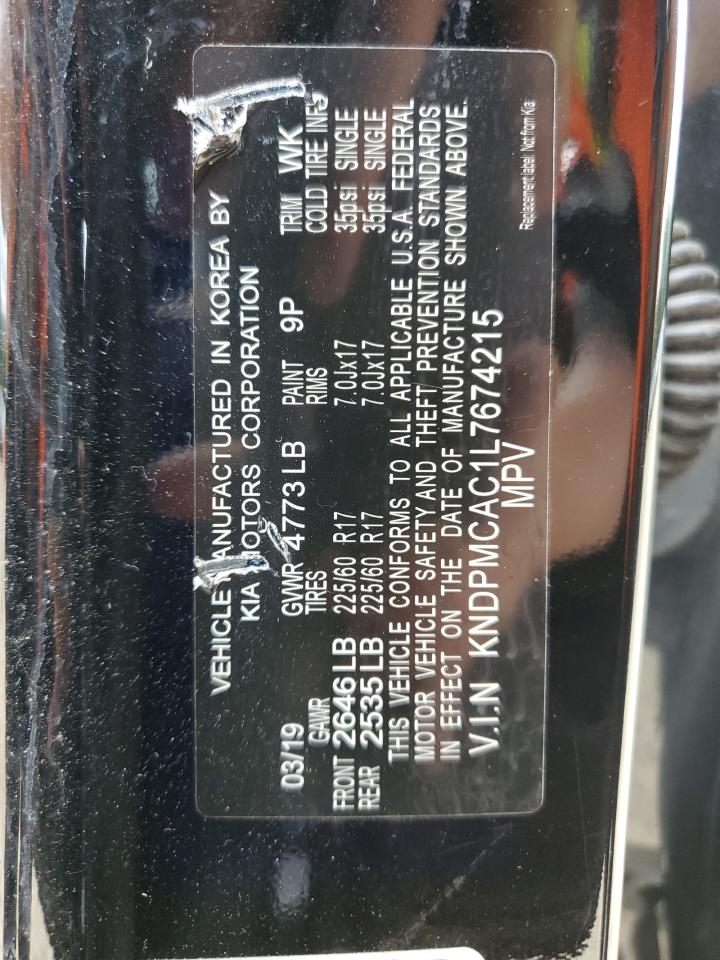 VEHICLE MANUFACTURED IN KOREA BY
KIA MOTORS CORPORATION
03/19 GVWR 4773 LB PAINT 9P TRIM WK
GAWR TIRES RIMS COLD TIRE INFS
FRONT 2646 LB 225/60 R17 7.0Jx17 35psi SINGLE
REAR 2535 LB 225/60 R17 7.0Jx17 35psi SINGLE
THIS VEHICLE CONFORMS TO ALL APPLICABLE U.S.A. FEDERAL
MOTOR VEHICLE SAFETY AND THEFT PREVENTION STANDARDS
IN EFFECT ON THE DATE OF MANUFACTURE SHOWN ABOVE.
V.I.N KNDPMCAC1L7674215
MPV
Replacement label Not from Kia